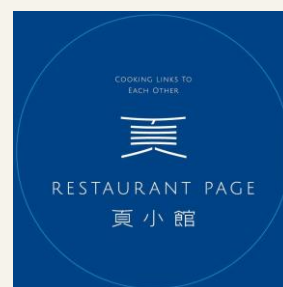 COOKING LINKS TO
EACH OTHER
頁
RESTAURANT PAGE
頁小館